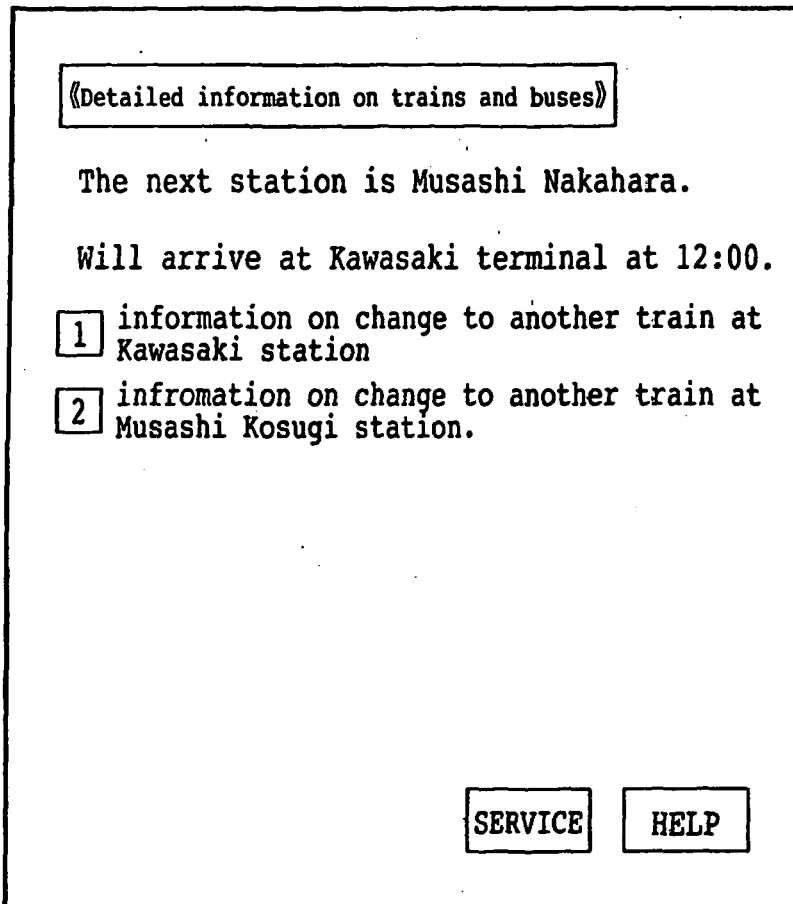 《Detailed information on trains and buses》
The next station is Musashi Nakahara.
Will arrive at Kawasaki terminal at 12:00.
1 information on change to another train at
Kawasaki station
2 infromation on change to another train at
Musashi Kosugi station.
SERVICE HELP